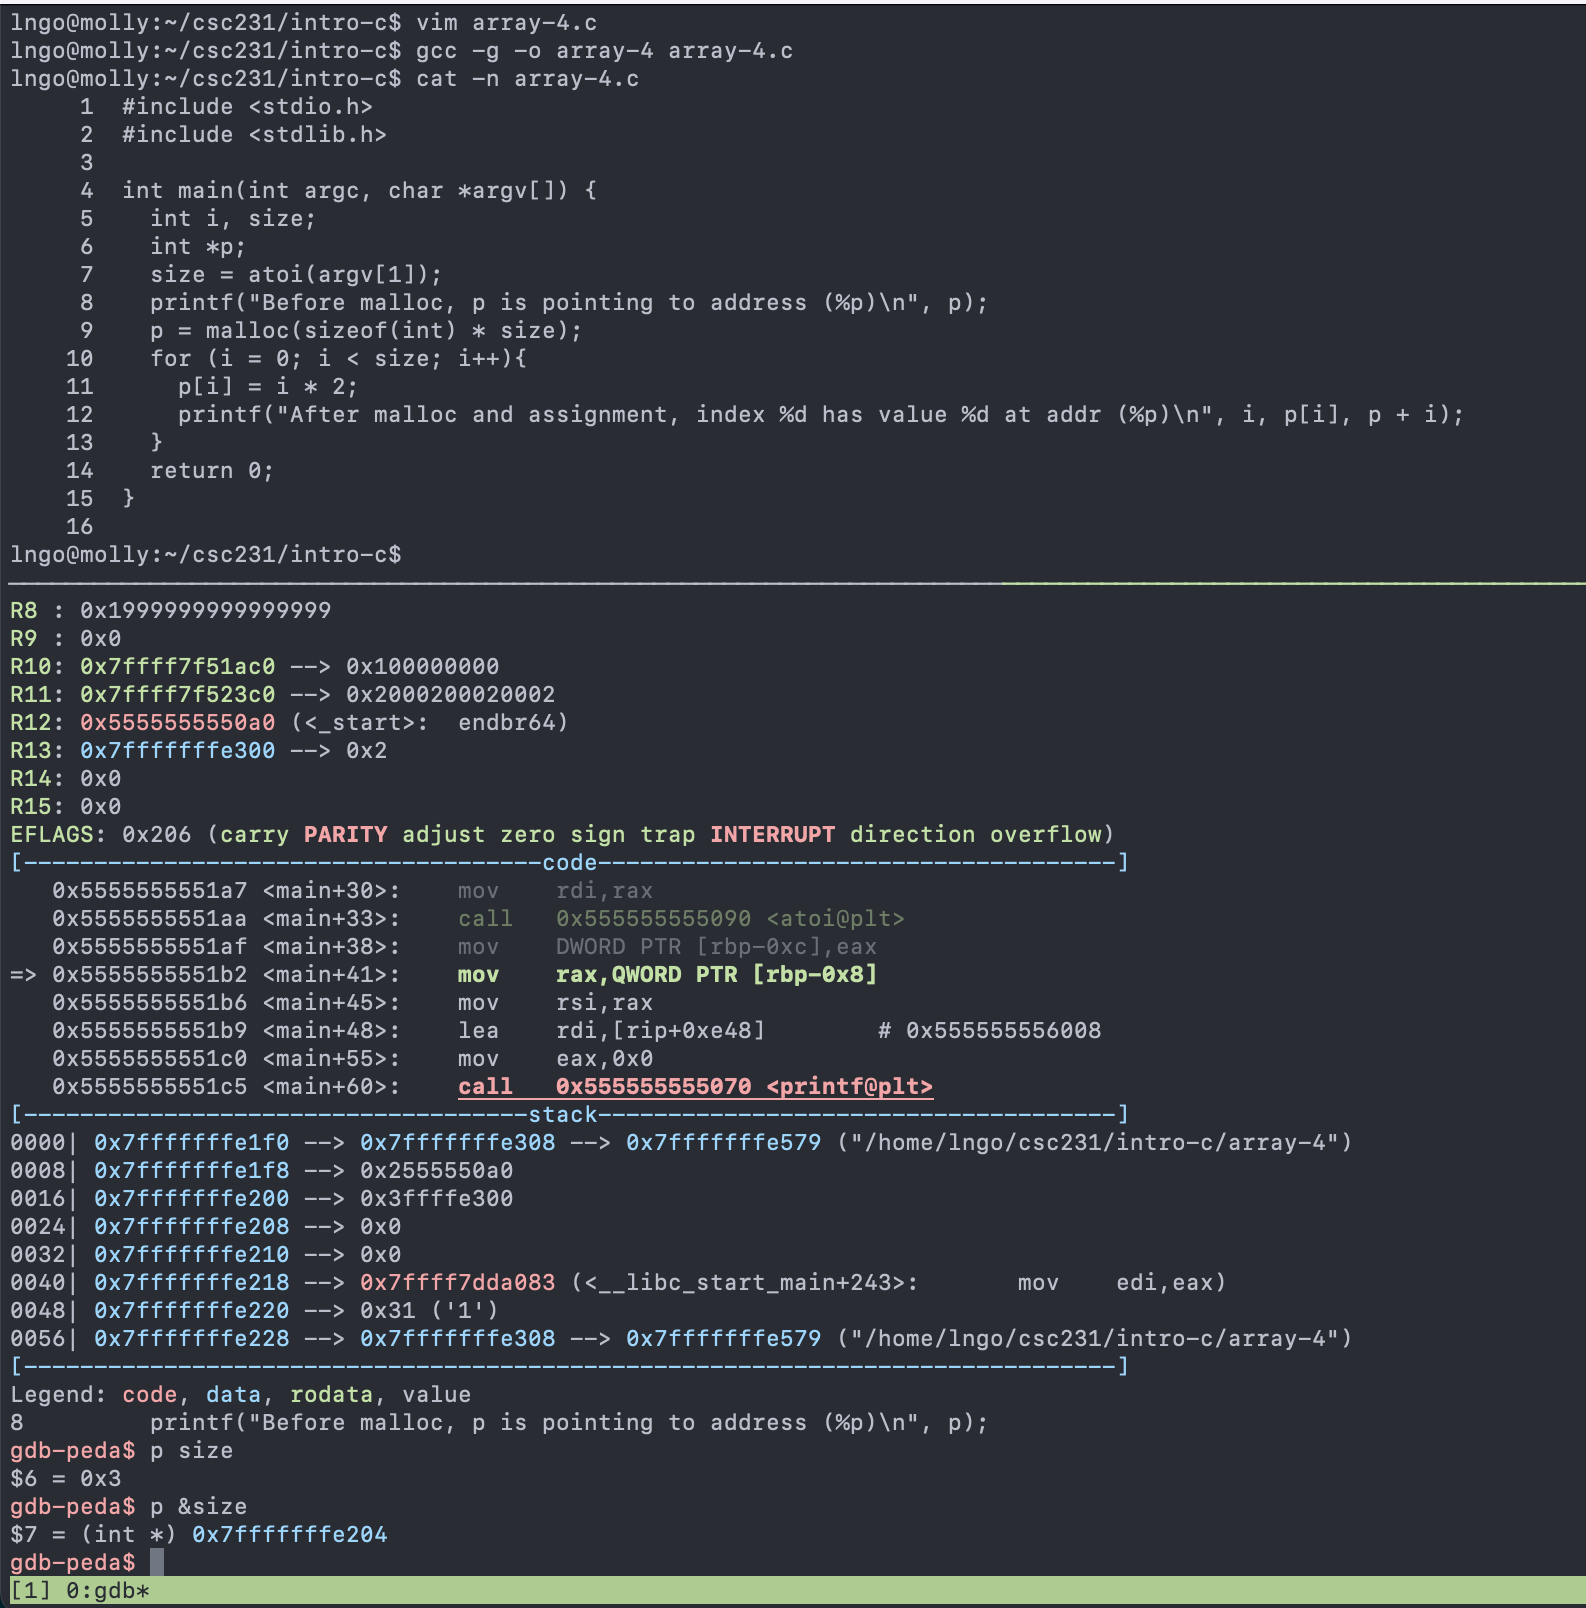 lngo@molly:~/csc231/intro-c$ vim array-4.c
lngo@molly:~/csc231/intro-c$ gcc -g -o array-4 array-4.c
lngo@molly:~/csc231/intro-c$ cat -n array-4.c
     1  #include <stdio.h>
     2  #include <stdlib.h>
     3
     4  int main(int argc, char *argv[]) {
     5    int i, size;
     6    int *p;
     7    size = atoi(argv[1]);
     8    printf("Before malloc, p is pointing to address (%p)\n", p);
     9    p = malloc(sizeof(int) * size);
    10    for (i = 0; i < size; i++){
    11      p[i] = i * 2;
    12      printf("After malloc and assignment, index %d has value %d at addr (%p)\n", i, p[i], p + i);
    13    }
    14    return 0;
    15  }
    16
lngo@molly:~/csc231/intro-c$
R8 : 0x1999999999999999
R9 : 0x0
R10: 0x7ffff7f51ac0 --> 0x100000000
R11: 0x7ffff7f523c0 --> 0x2000200020002
R12: 0x5555555550a0 (<_start>:  endbr64)
R13: 0x7fffffffe300 --> 0x2
R14: 0x0
R15: 0x0
EFLAGS: 0x206 (carry PARITY adjust zero sign trap INTERRUPT direction overflow)
[-------------------------------------code-------------------------------------]
   0x5555555551a7 <main+30>:    mov    rdi,rax
   0x5555555551aa <main+33>:    call   0x555555555090 <atoi@plt>
   0x5555555551af <main+38>:    mov    DWORD PTR [rbp-0xc],eax
=> 0x5555555551b2 <main+41>:    mov    rax,QWORD PTR [rbp-0x8]
   0x5555555551b6 <main+45>:    mov    rsi,rax
   0x5555555551b9 <main+48>:    lea    rdi,[rip+0xe48]        # 0x555555556008
   0x5555555551c0 <main+55>:    mov    eax,0x0
   0x5555555551c5 <main+60>:    call   0x555555555070 <printf@plt>
[------------------------------------stack-------------------------------------]
0000| 0x7fffffffe1f0 --> 0x7fffffffe308 --> 0x7fffffffe579 ("/home/lngo/csc231/intro-c/array-4")
0008| 0x7fffffffe1f8 --> 0x2555550a0
0016| 0x7fffffffe200 --> 0x3ffffe300
0024| 0x7fffffffe208 --> 0x0
0032| 0x7fffffffe210 --> 0x0
0040| 0x7fffffffe218 --> 0x7ffff7dda083 (<__libc_start_main+243>:       mov    edi,eax)
0048| 0x7fffffffe220 --> 0x31 ('1')
0056| 0x7fffffffe228 --> 0x7fffffffe308 --> 0x7fffffffe579 ("/home/lngo/csc231/intro-c/array-4")
[------------------------------------------------------------------------------]
Legend: code, data, rodata, value
8         printf("Before malloc, p is pointing to address (%p)\n", p);
gdb-peda$ p size
$6 = 0x3
gdb-peda$ p &size
$7 = (int *) 0x7fffffffe204
gdb-peda$
[1] 0:gdb*